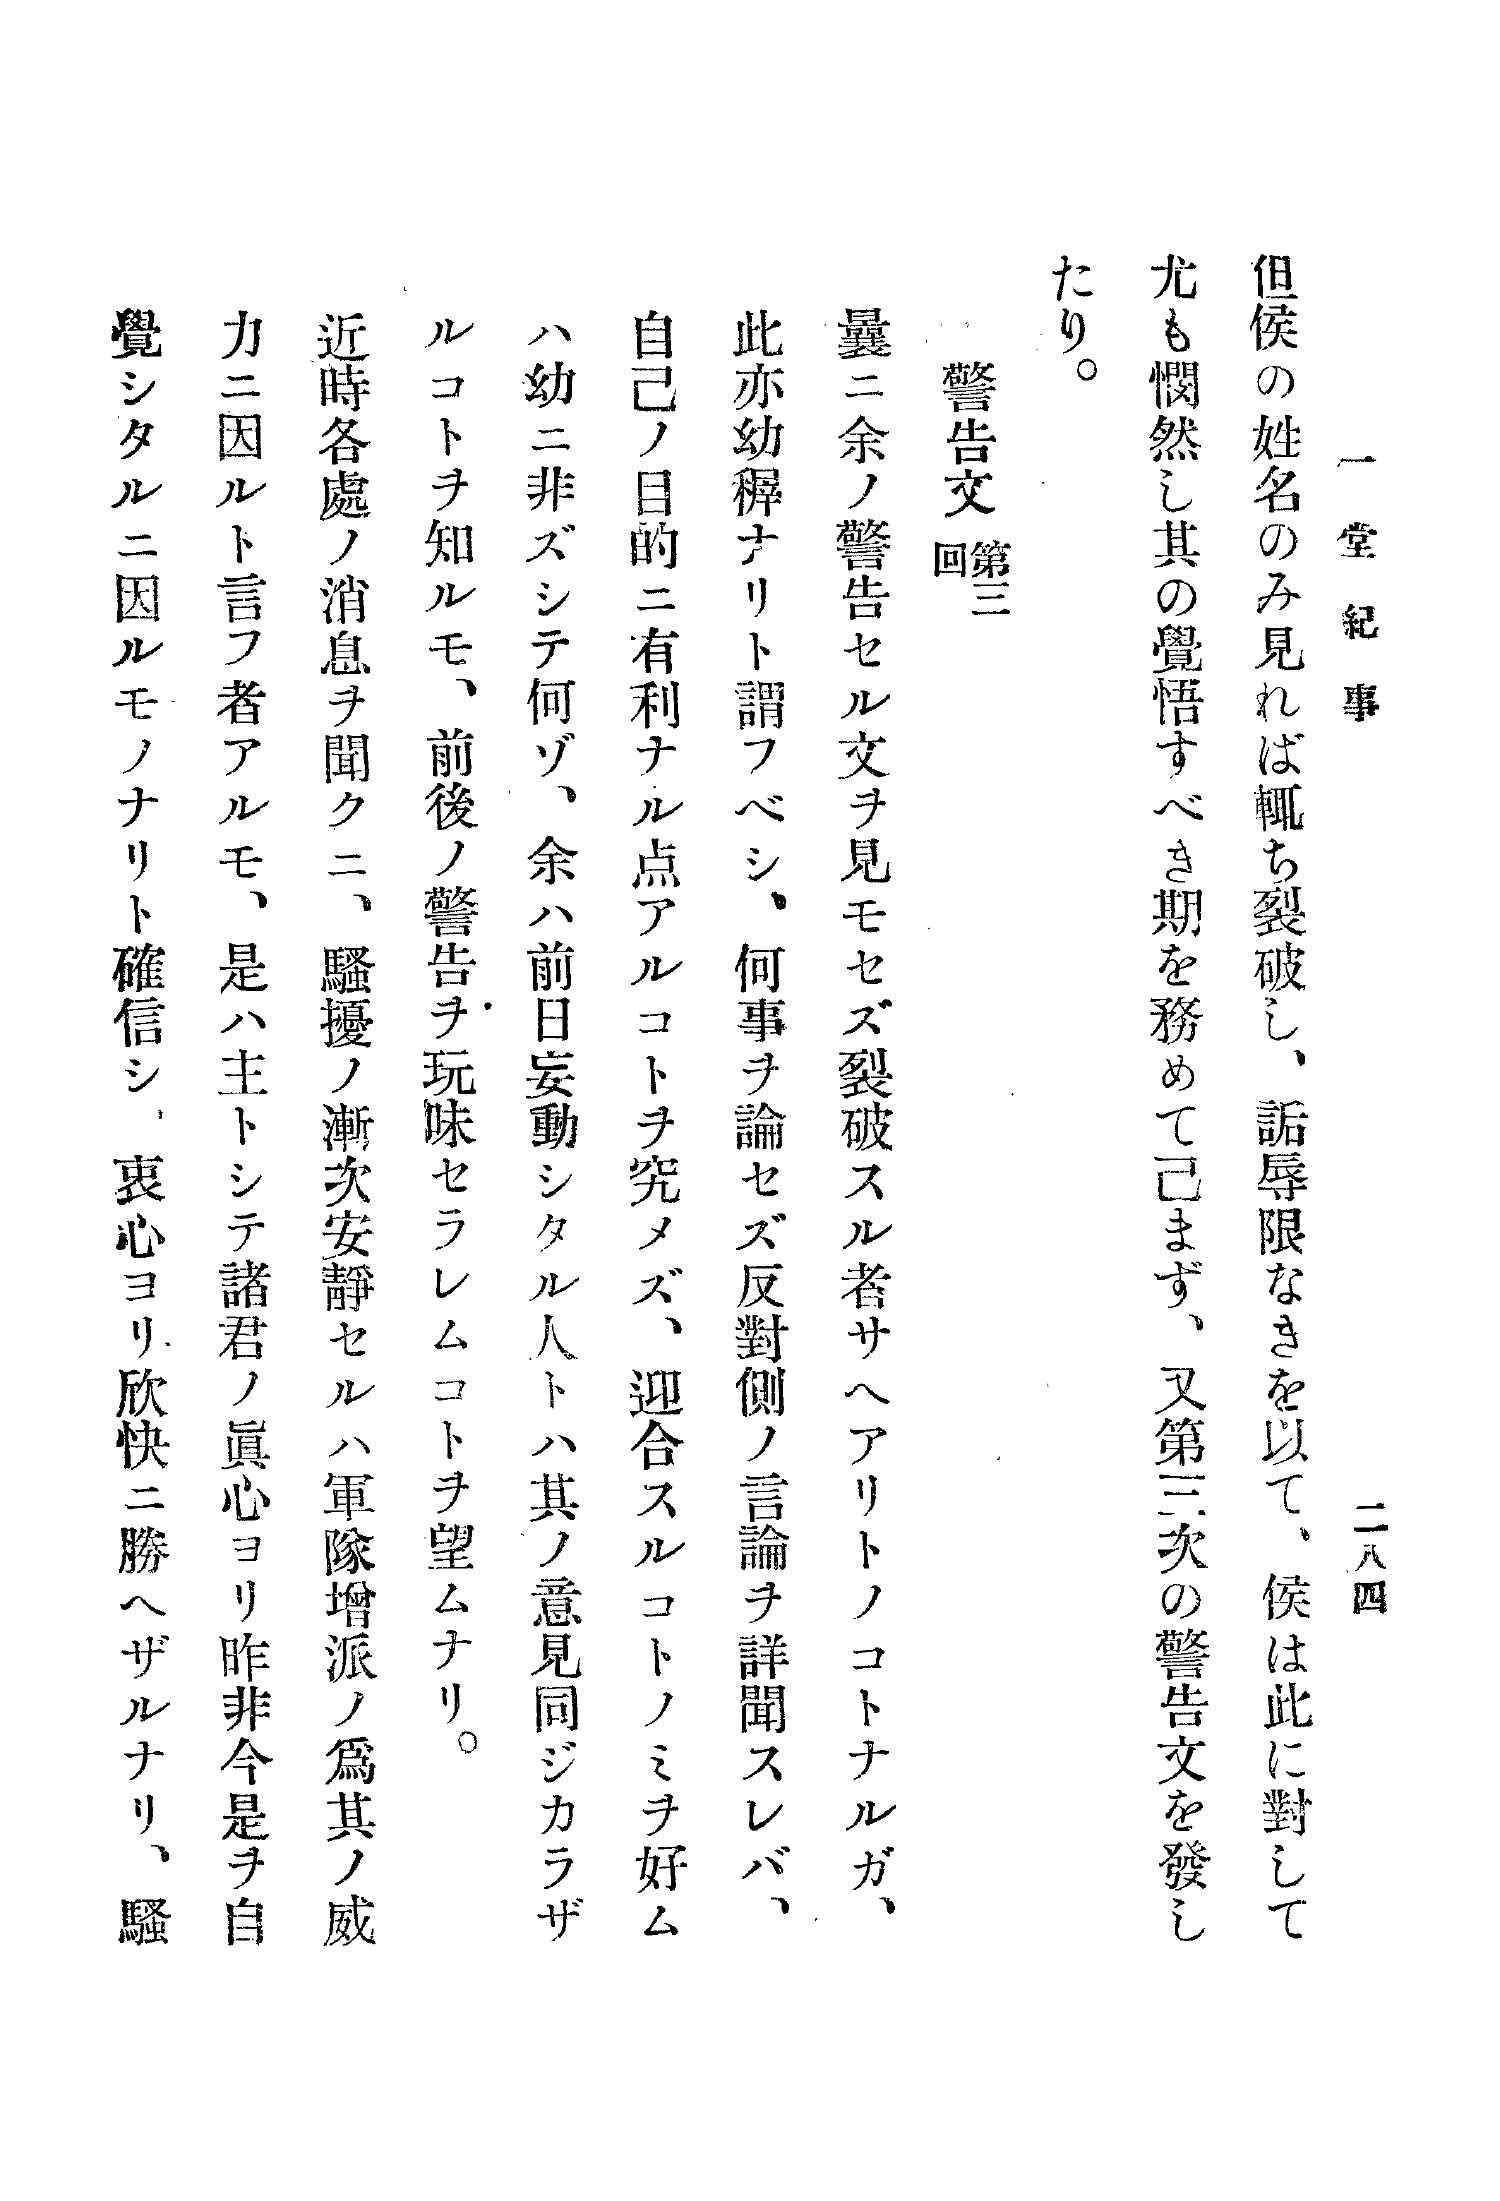 一堂紀事
二八四
但侯の姓名のみ見れば輒ち裂破し、詬辱限なきを以て、侯は此に對して
尤も憫然し其の覺悟すべき期を務めて己まず、又第三次の警告文を發し
たり。
警告文 第三回
曩ニ余ノ警告セル文ヲ見モセズ裂破スル者サヘアリトノコトナルガ、
此亦幼穉ナリト謂フベシ、何事ヲ論セズ反對側ノ言論ヲ詳聞スレバ、
自己ノ目的ニ有利ナル点アルコトヲ究メズ、迎合スルコトノミヲ好ム
ハ幼ニ非ズシテ何ゾ、余ハ前日妄動シタル人トハ其ノ意見同ジカラザ
ルコトヲ知ルモ、前後ノ警告ヲ玩味セラレムコトヲ望ムナリ。
近時各處ノ消息ヲ聞クニ、騷擾ノ漸次安靜セルハ軍隊增派ノ爲其ノ威
力ニ因ルト言フ者アルモ、是ハ主トシテ諸君ノ眞心ヨリ昨非今是ヲ自
覺シタルニ因ルモノナリト確信シ、衷心ヨリ欣快ニ勝ヘザルナリ、騷